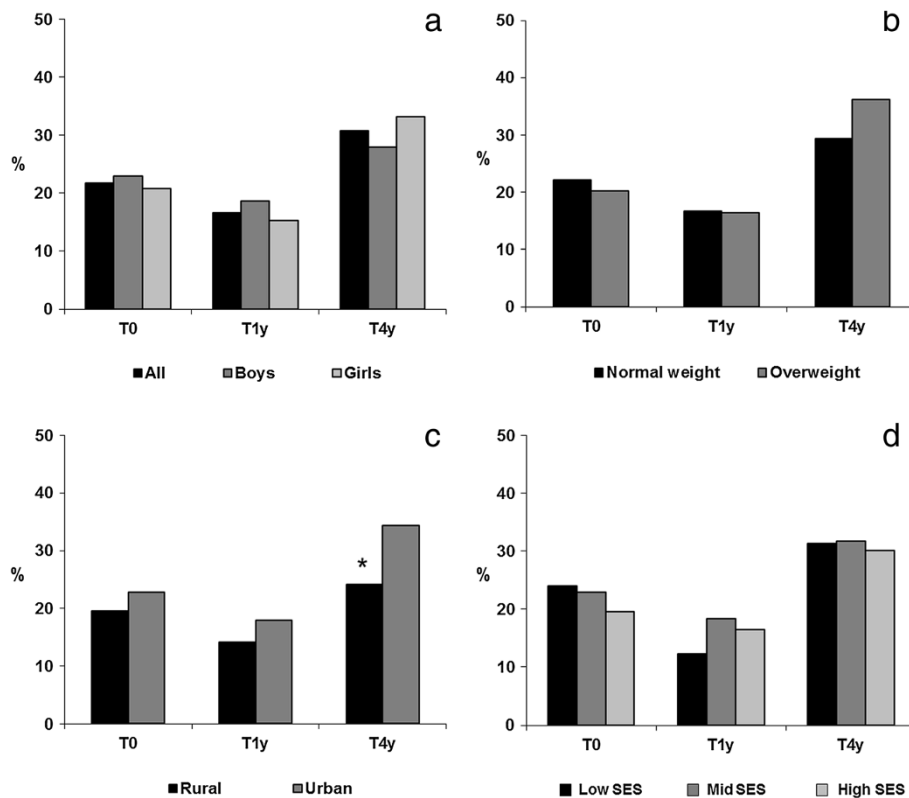 a
50
40
30
20
10
0
%
T0 T1y T4y
All Boys Girls
b
50
40
30
20
10
0
%
T0 T1y T4y
Normal weight Overweight
c
50
40
30
20
10
0
%
*
T0 T1y T4y
Rural Urban
d
50
40
30
20
10
0
%
T0 T1y T4y
Low SES Mid SES High SES